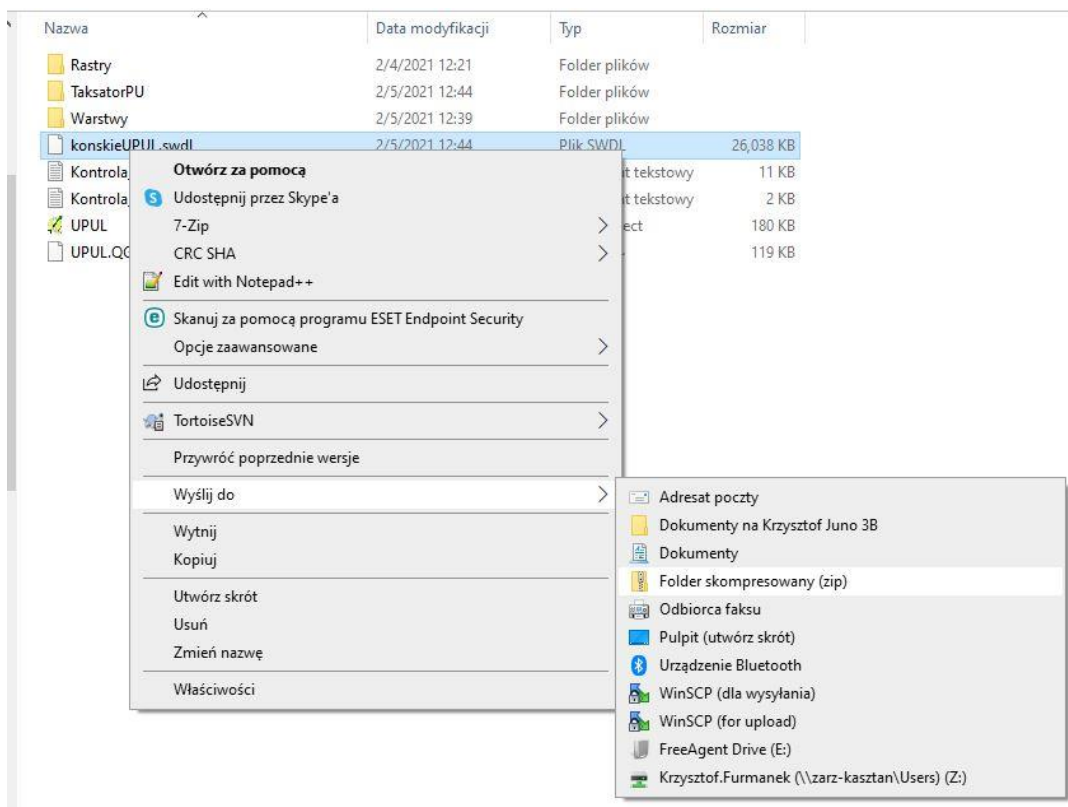 Nazwa Data modyfikacji Typ Rozmiar
Rastry 2/4/2021 12:21 Folder plików
TaksatorPU 2/5/2021 12:44 Folder plików
Warstwy 2/5/2021 12:39 Folder plików
konskieUPUL.swdl 2/5/2021 12:44 Plik SWDL 26,038 KB
Kontrola_ t tekstowy 11 KB
Kontrola_ t tekstowy 2 KB
UPUL ect 180 KB
UPUL.QG 119 KB
Otwórz za pomocą
Udostępnij przez Skype'a
7-Zip
CRC SHA
Edit with Notepad++
Skanuj za pomocą programu ESET Endpoint Security
Opcje zaawansowane
Udostępnij
TortoiseSVN
Przywróć poprzednie wersje
Wyślij do
Wytnij
Kopiuj
Utwórz skrót
Usuń
Zmień nazwę
Właściwości
Adresat poczty
Dokumenty na Krzysztof Juno 3B
Dokumenty
Folder skompresowany (zip)
Odbiorca faksu
Pulpit (utwórz skrót)
Urządzenie Bluetooth
WinSCP (dla wysyłania)
WinSCP (for upload)
FreeAgent Drive (E:)
Krzysztof.Furmanek (\\zarz-kasztan\Users) (Z:)